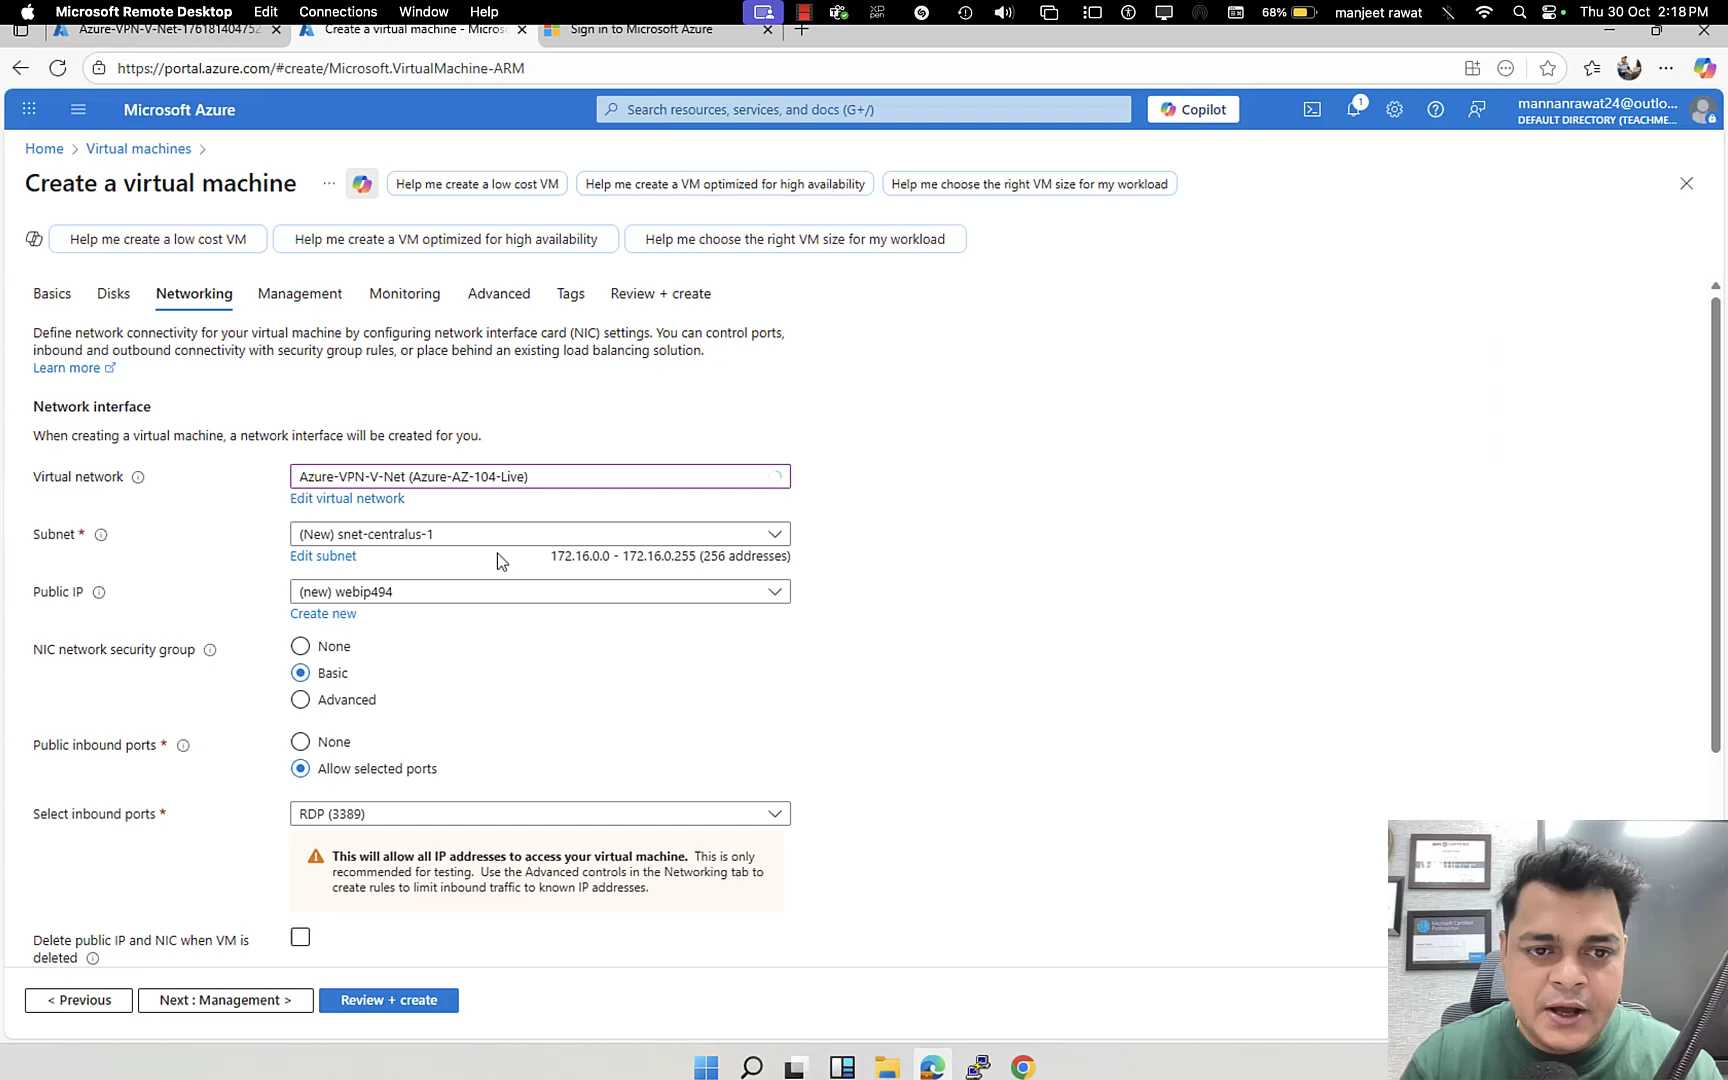 Microsoft Remote Desktop Edit Connections Window Help XP pen 68% manjeet rawat Thu 30 Oct 2:18 PM
Azure-VPN-V-Net-176181404752 Create a virtual machine - Micros Sign in to Microsoft Azure
https://portal.azure.com/#create/Microsoft.VirtualMachine-ARM
Microsoft Azure Search resources, services, and docs (G+/) Copilot 1 mannanrawat24@outlo...
DEFAULT DIRECTORY (TEACHME...
Home > Virtual machines >
Create a virtual machine ... Help me create a low cost VM Help me create a VM optimized for high availability Help me choose the right VM size for my workload
Help me create a low cost VM Help me create a VM optimized for high availability Help me choose the right VM size for my workload
Basics Disks Networking Management Monitoring Advanced Tags Review + create
Define network connectivity for your virtual machine by configuring network interface card (NIC) settings. You can control ports,
inbound and outbound connectivity with security group rules, or place behind an existing load balancing solution.
Learn more
Network interface
When creating a virtual machine, a network interface will be created for you.
Virtual network Azure-VPN-V-Net (Azure-AZ-104-Live)
Edit virtual network
Subnet * (New) snet-centralus-1
Edit subnet 172.16.0.0 - 172.16.0.255 (256 addresses)
Public IP (new) webip494
Create new
NIC network security group None
Basic
Advanced
Public inbound ports * None
Allow selected ports
Select inbound ports * RDP (3389)
This will allow all IP addresses to access your virtual machine. This is only
recommended for testing. Use the Advanced controls in the Networking tab to
create rules to limit inbound traffic to known IP addresses.
Delete public IP and NIC when VM is
deleted
< Previous Next : Management > Review + create